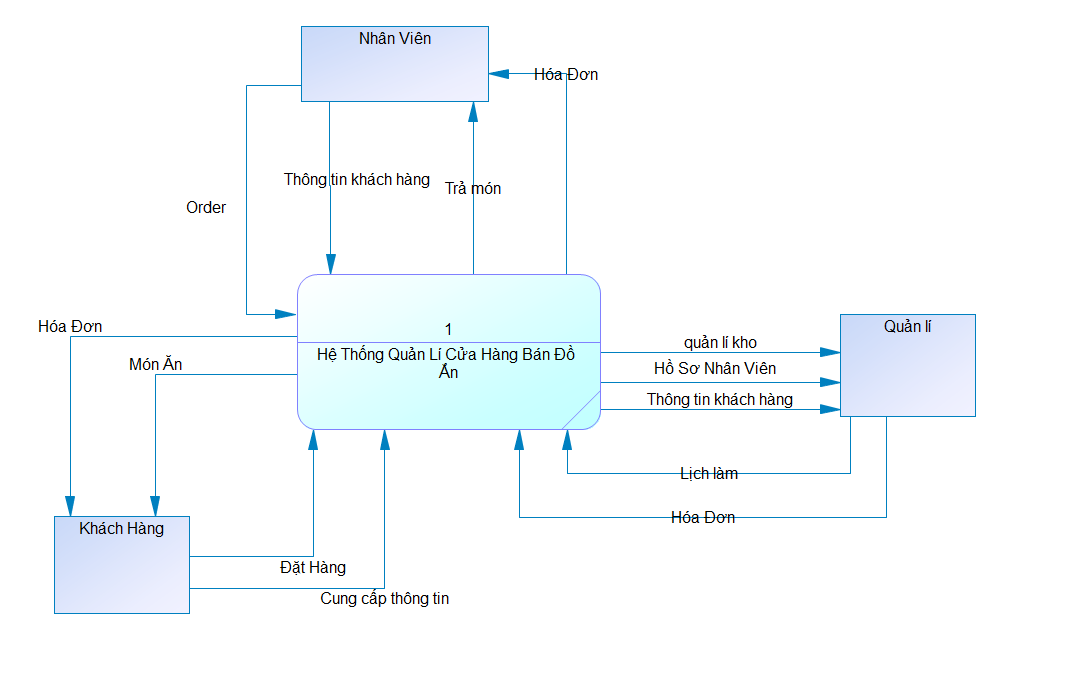 Nhân Viên
Hóa Đơn
Thông tin khách hàng
Trả món
Order
Hóa Đơn
Món Ăn
1
Hệ Thống Quản Lí Cửa Hàng Bán Đồ
Ăn
Quản lí
quản lí kho
Hồ Sơ Nhân Viên
Thông tin khách hàng
Lịch làm
Hóa Đơn
Khách Hàng
Đặt Hàng
Cung cấp thông tin